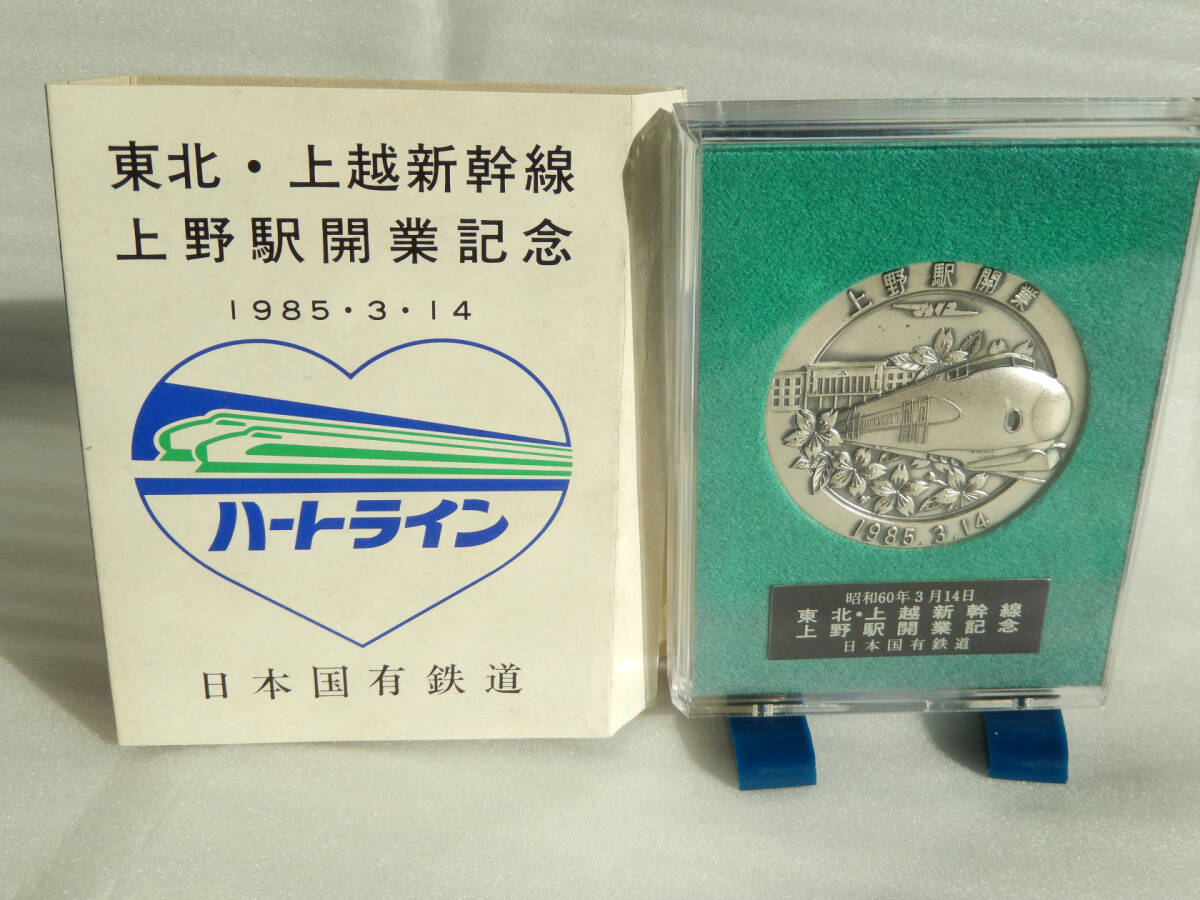 東北・上越新幹線
上野駅開業記念
1985・3・14
ハートライン
日本国有鉄道
上野駅開業
1985.3.14
昭和60年3月14日
東北・上越新幹線
上野駅開業記念
日本国有鉄道